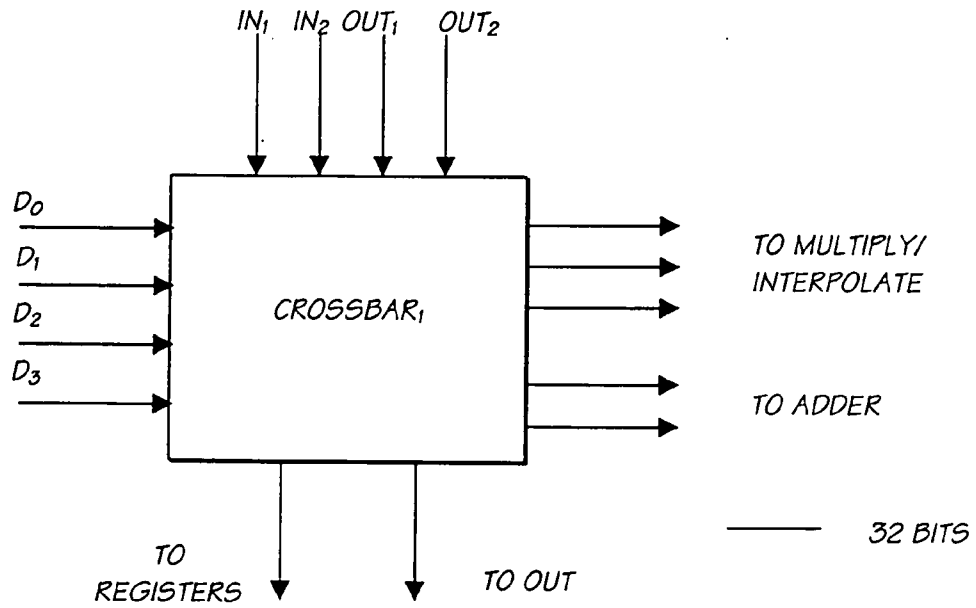 IN₁ IN₂ OUT₁ OUT₂
D₀
D₁
D₂
D₃
CROSSBAR₁
TO MULTIPLY/
INTERPOLATE
TO ADDER
32 BITS
TO
REGISTERS
TO OUT